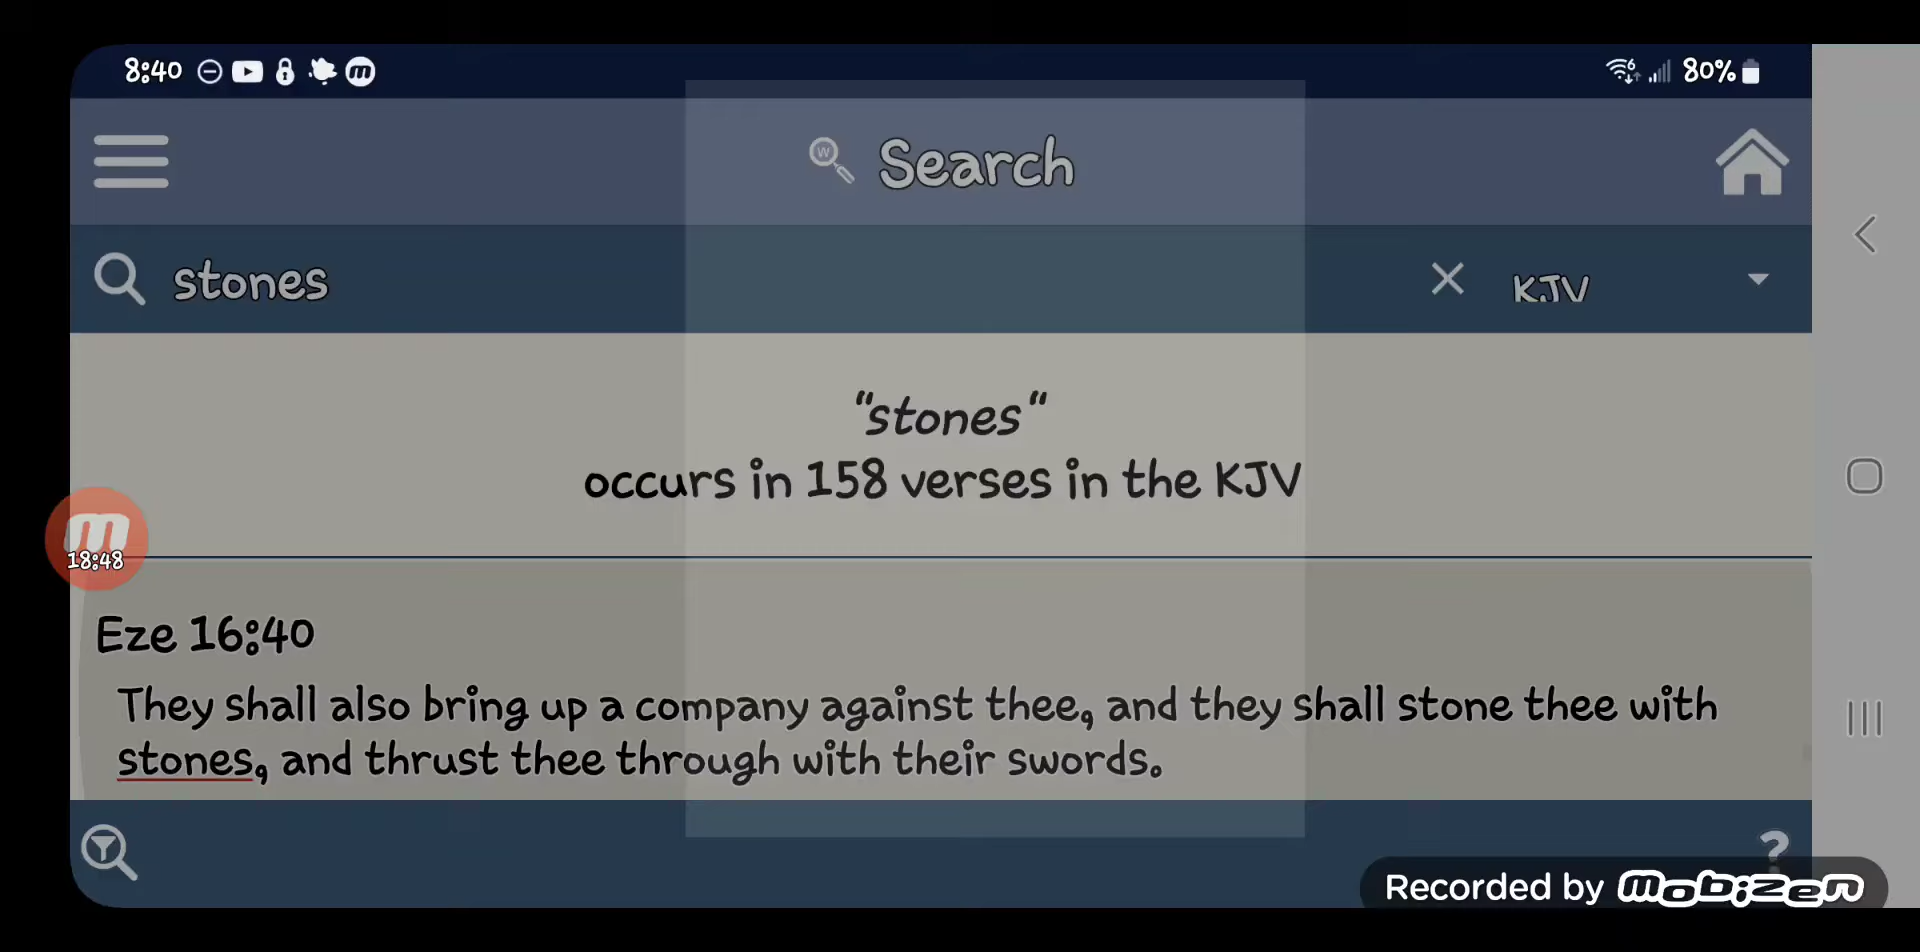 8:40
80%
Search
stones
KJV
"stones"
occurs in 158 verses in the KJV
18:48
Eze 16:40
They shall also bring up a company against thee, and they shall stone thee with
stones, and thrust thee through with their swords.
?
Recorded by mobizen